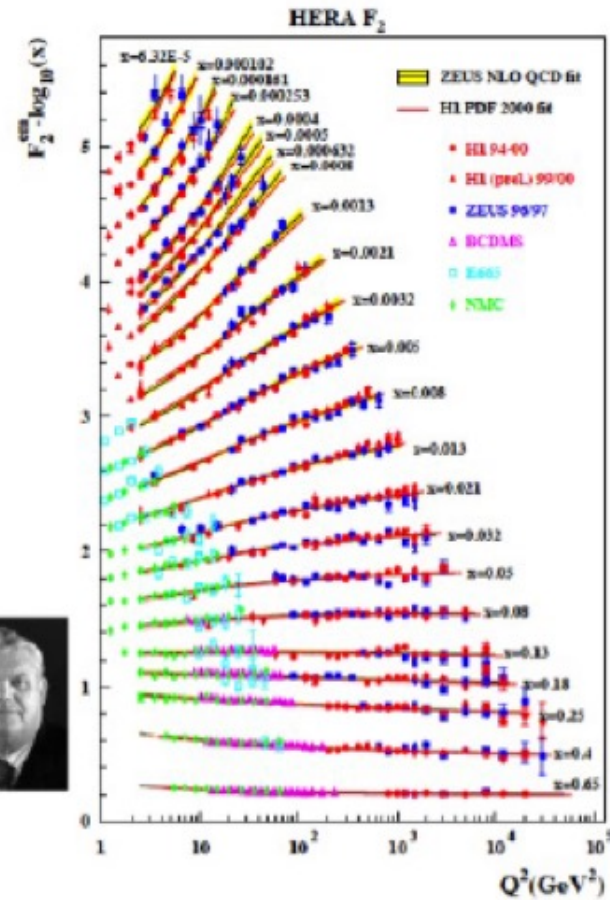 HERA F₂
F₂ᵉᵐ-log₁₀(x)
x=6.32E-5
x=0.000102
x=0.000161
x=0.000253
x=0.0004
x=0.0005
x=0.000632
x=0.0008
x=0.0013
x=0.0021
x=0.0032
x=0.005
x=0.008
x=0.013
x=0.021
x=0.032
x=0.05
x=0.08
x=0.13
x=0.18
x=0.25
x=0.4
x=0.65
ZEUS NLO QCD fit
H1 PDF 2000 fit
H1 94-00
H1 (prel.) 99/00
ZEUS 96/97
BCDMS
E665
NMC
5
4
3
2
1
0
1 10 10² 10³ 10⁴ 10⁵
Q²(GeV²)